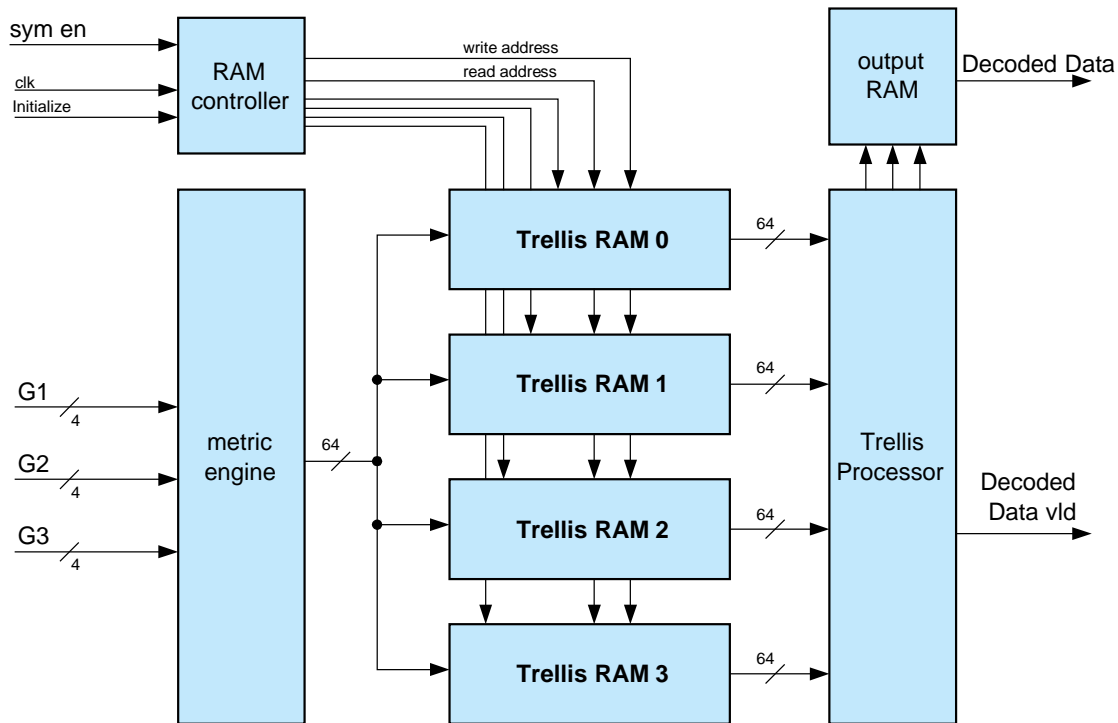 sym en
clk
Initialize
RAM
controller
write address
read address
output
RAM
Decoded Data
G1
4
G2
4
G3
4
metric
engine
64
Trellis RAM 0
64
Trellis RAM 1
64
Trellis RAM 2
64
Trellis RAM 3
64
Trellis
Processor
Decoded
Data vld